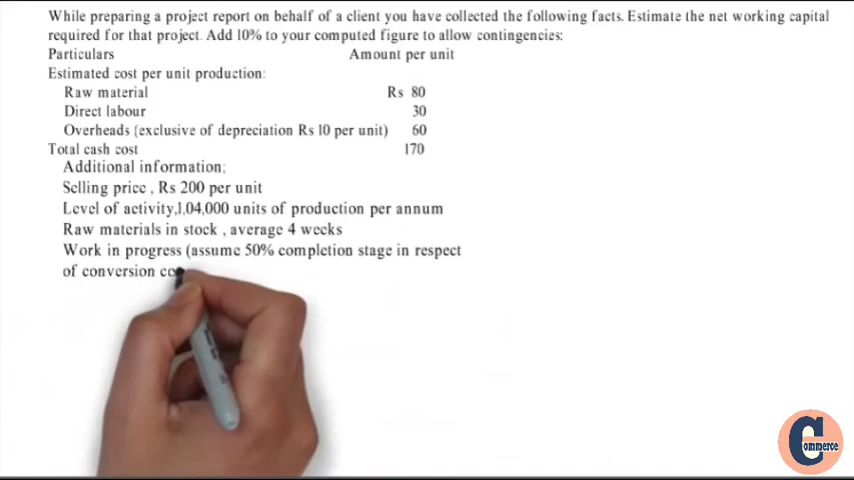 While preparing a project report on behalf of a client you have collected the following facts. Estimate the net working capital
required for that project. Add 10% to your computed figure to allow contingencies:
Particulars Amount per unit
Estimated cost per unit production:
Raw material Rs 80
Direct labour 30
Overheads (exclusive of depreciation Rs 10 per unit) 60
Total cash cost 170
Additional information;
Selling price , Rs 200 per unit
Level of activity,1,04,000 units of production per annum
Raw materials in stock , average 4 weeks
Work in progress (assume 50% completion stage in respect
of conversion co
Commerce